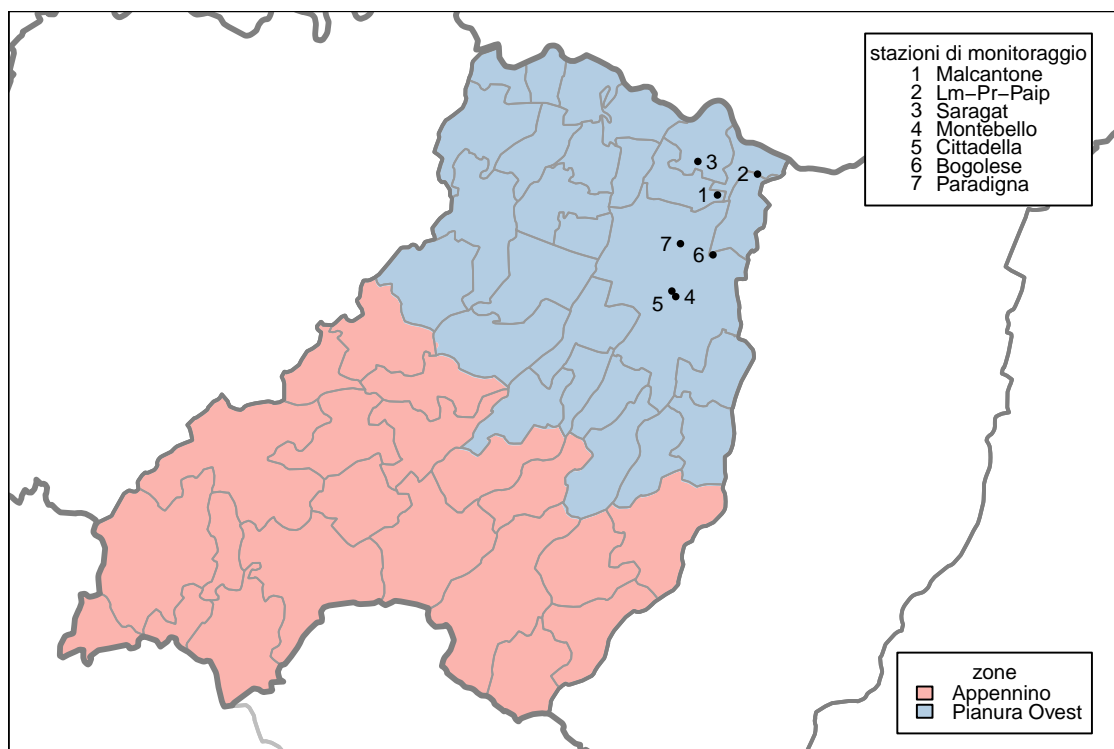 stazioni di monitoraggio
1 Malcantone
2 Lm−Pr−Paip
3 Saragat
4 Montebello
5 Cittadella
6 Bogolese
7 Paradigna
3
2
1
7
6
5
4
zone
Appennino
Pianura Ovest